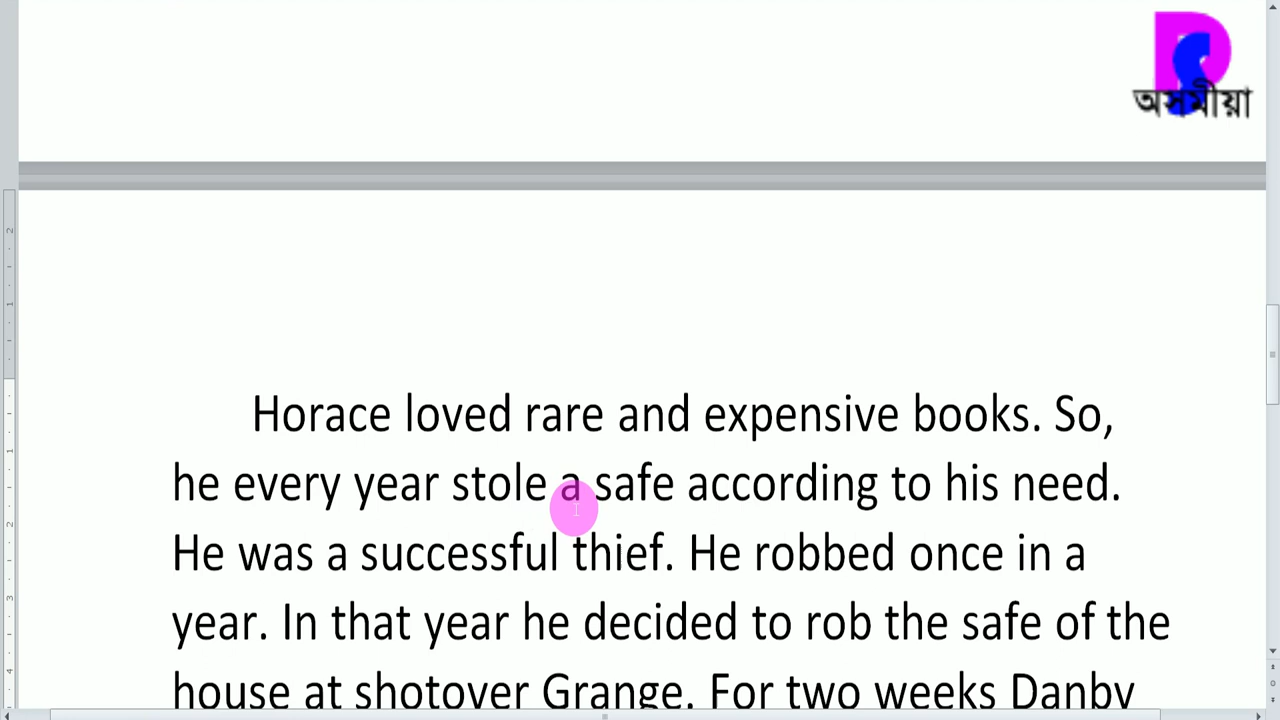 অসমীয়া
Horace loved rare and expensive books. So,
he every year stole a safe according to his need.
He was a successful thief. He robbed once in a
year. In that year he decided to rob the safe of the
house at shotover Grange. For two weeks Danby